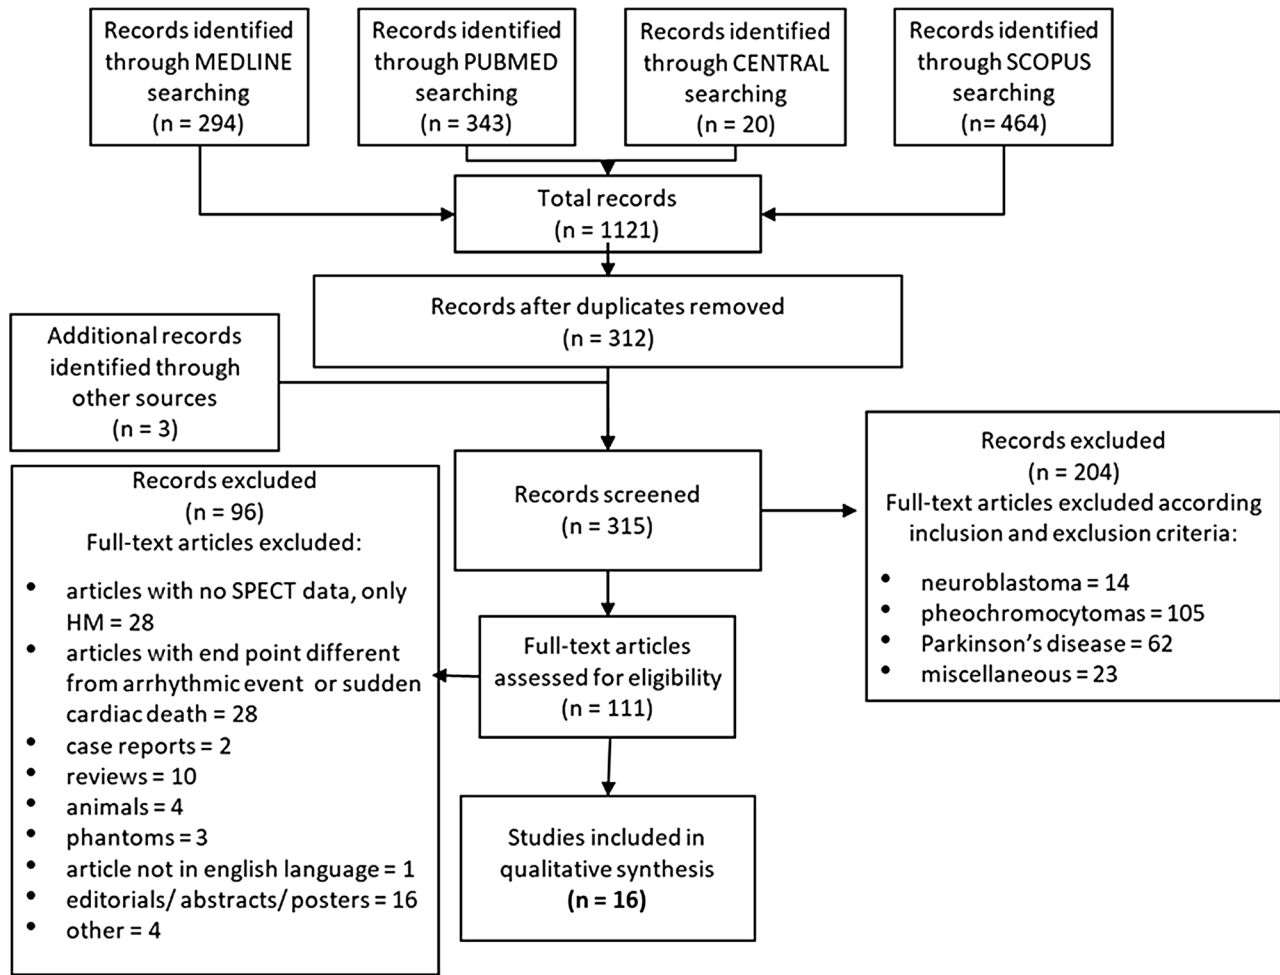 Records identified
through MEDLINE
searching
(n = 294)
Records identified
through PUBMED
searching
(n = 343)
Records identified
through CENTRAL
searching
(n = 20)
Records identified
through SCOPUS
searching
(n= 464)
Total records
(n = 1121)
Records after duplicates removed
(n = 312)
Additional records
identified through
other sources
(n = 3)
Records screened
(n = 315)
Records excluded
(n = 204)
Full-text articles excluded according
inclusion and exclusion criteria:
• neuroblastoma = 14
• pheochromocytomas = 105
• Parkinson's disease = 62
• miscellaneous = 23
Full-text articles
assessed for eligibility
(n = 111)
Records excluded
(n = 96)
Full-text articles excluded:
• articles with no SPECT data, only
HM = 28
• articles with end point different
from arrhythmic event or sudden
cardiac death = 28
• case reports = 2
• reviews = 10
• animals = 4
• phantoms = 3
• article not in english language = 1
• editorials/ abstracts/ posters = 16
• other = 4
Studies included in
qualitative synthesis
(n = 16)